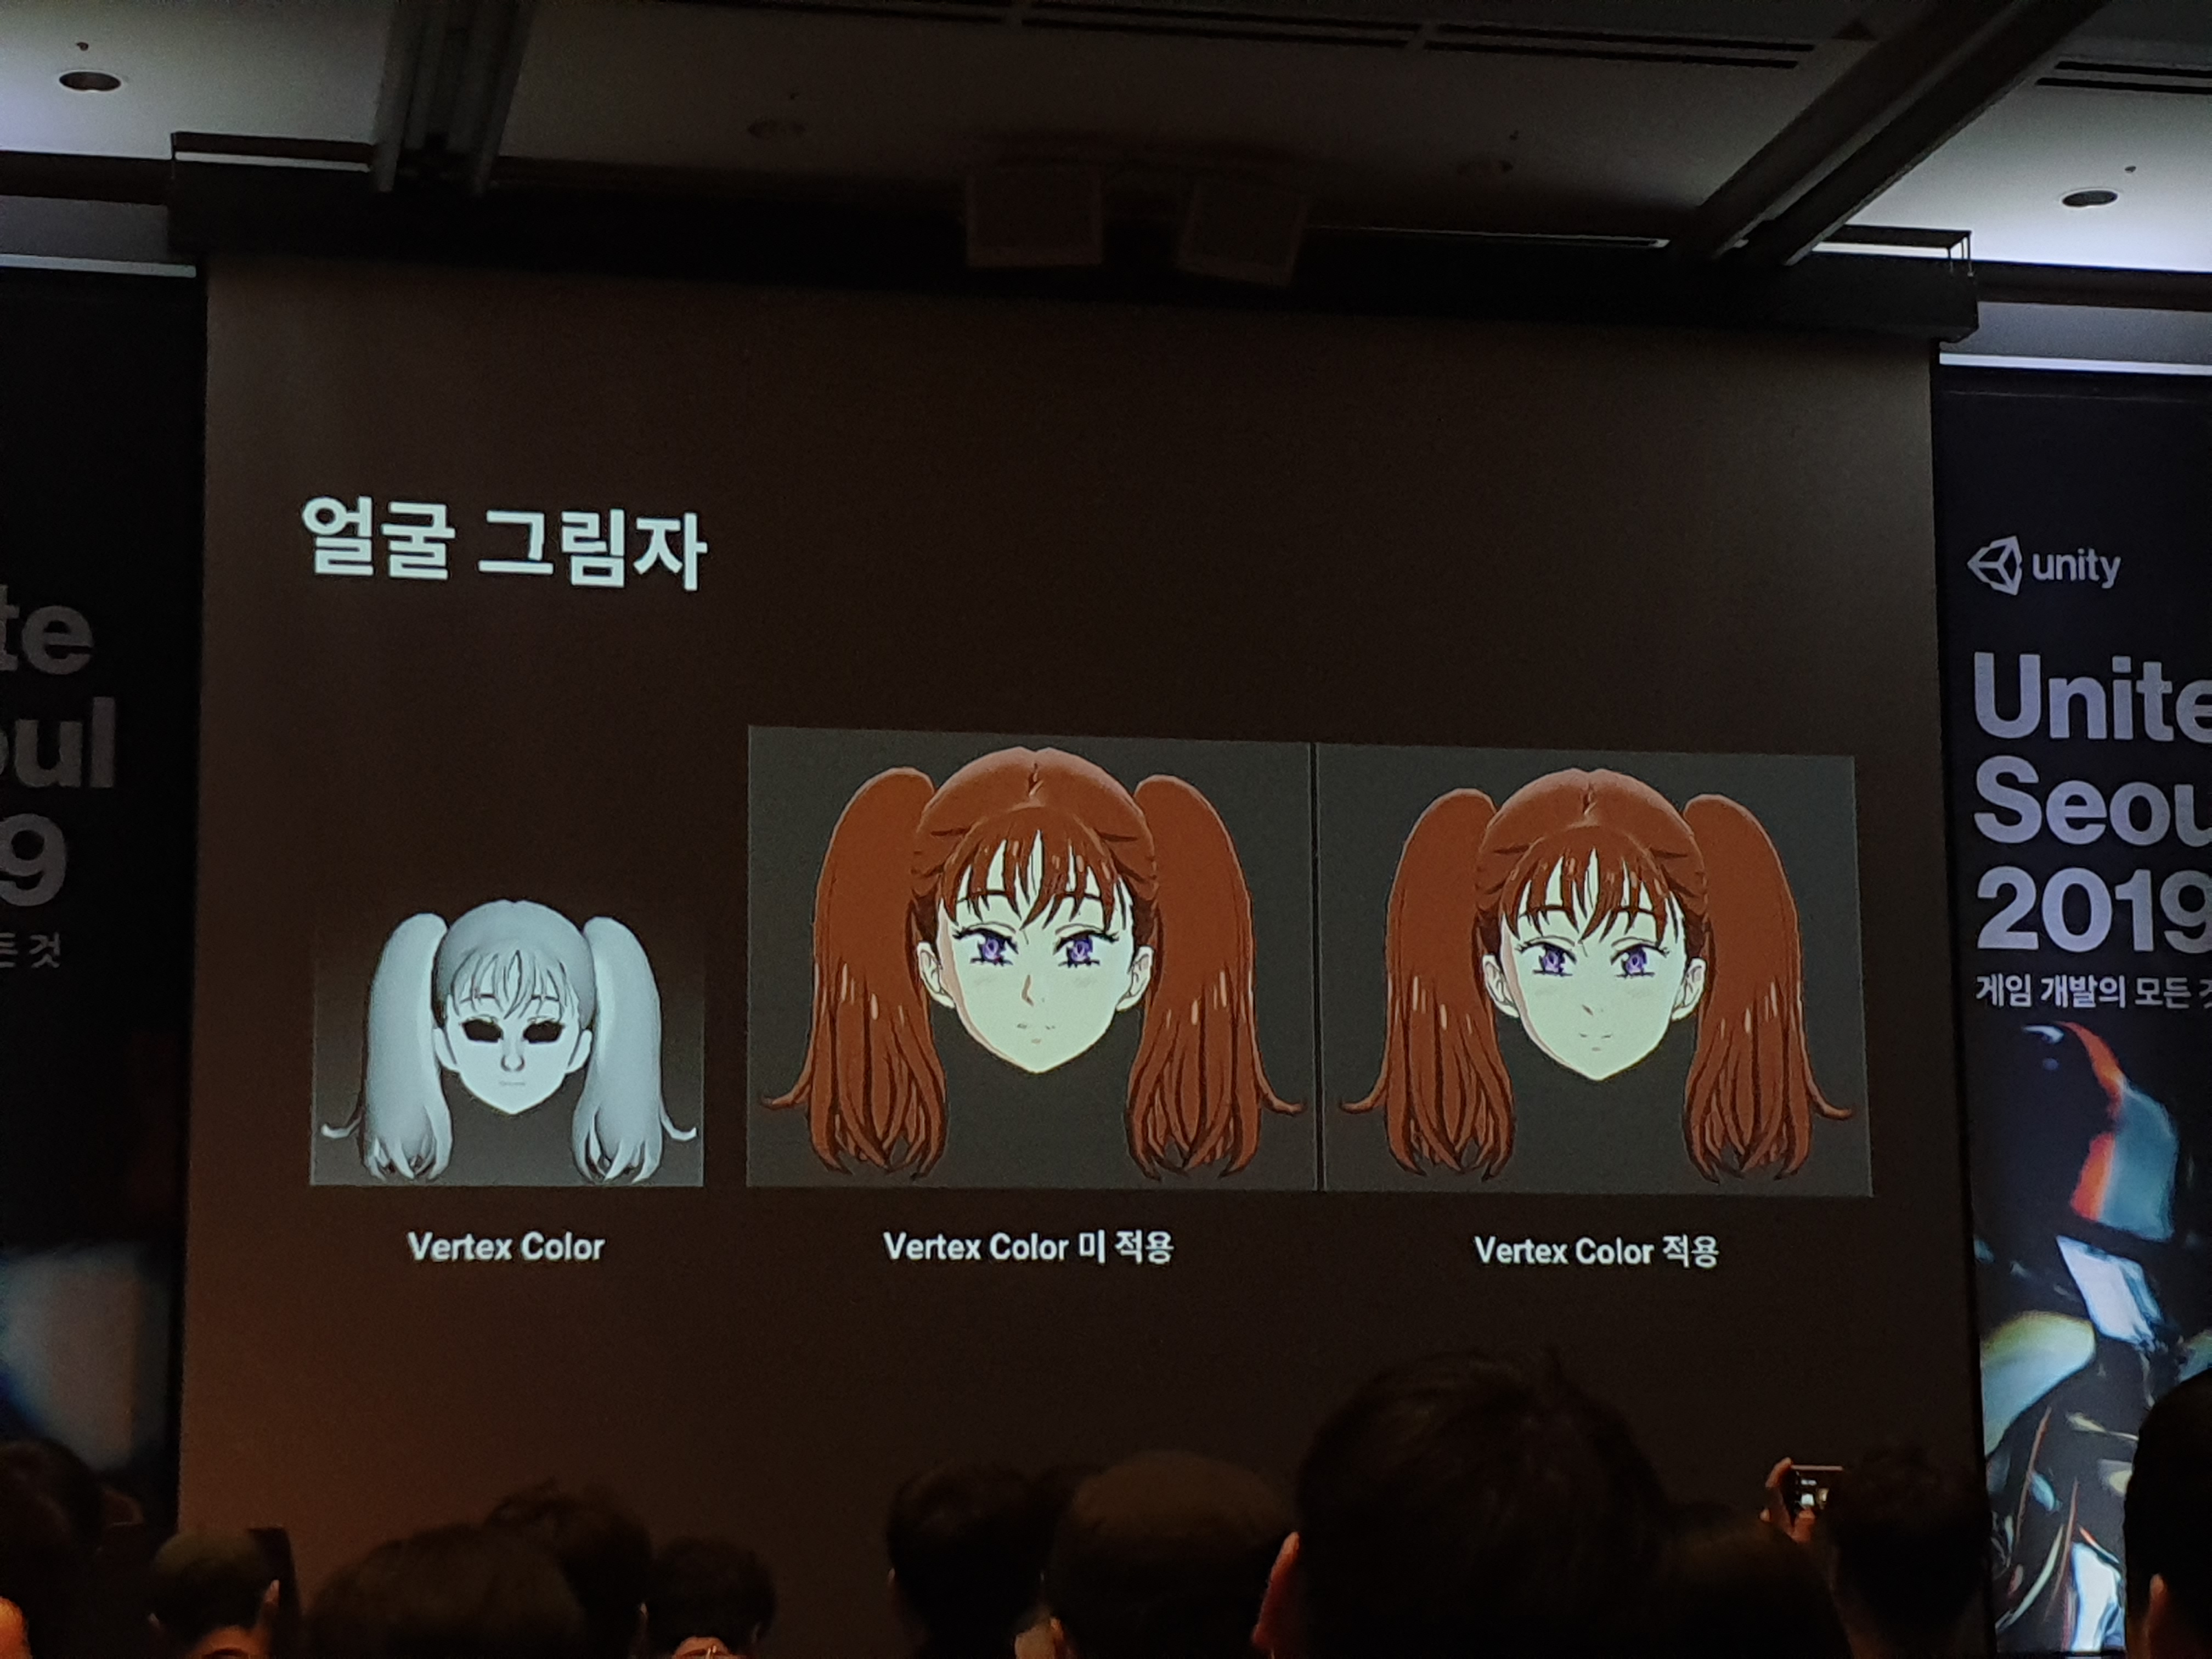 얼굴 그림자
Vertex Color
Vertex Color 미 적용
Vertex Color 적용
te
oul
9
든 것
unity
Unite
Seou
2019
게임 개발의 모든